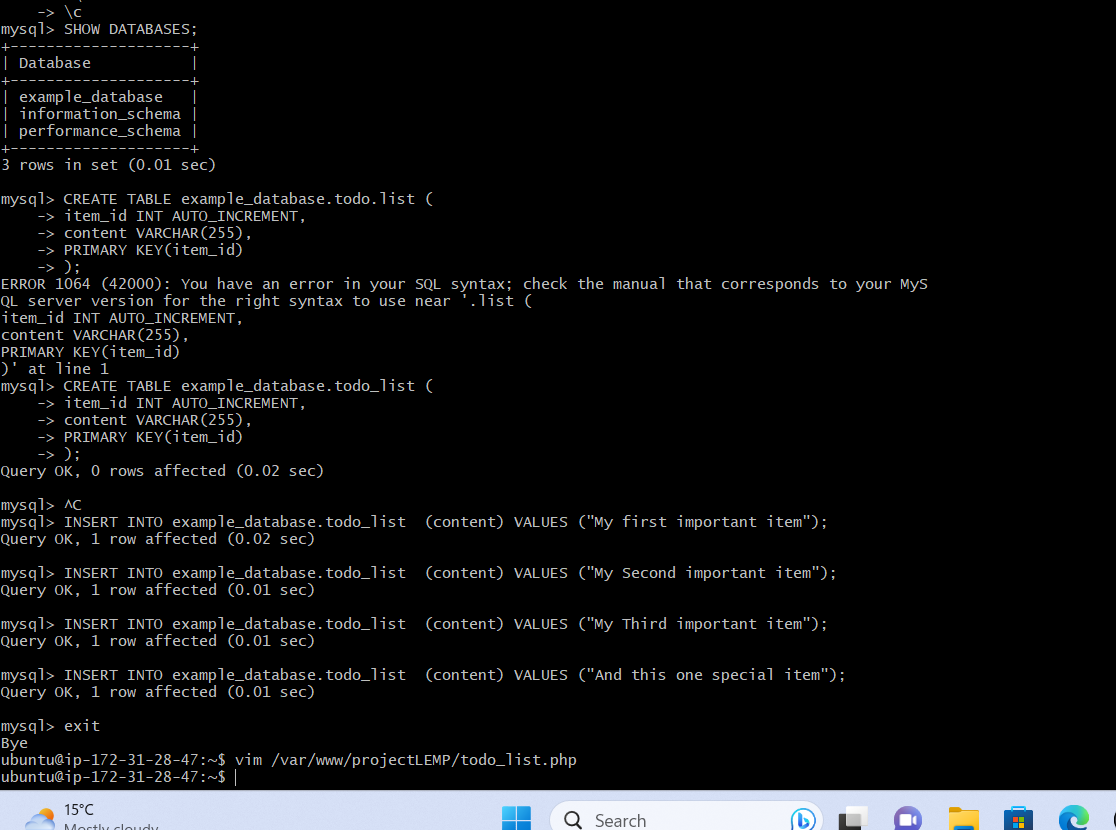 -> \c
mysql> SHOW DATABASES;
+--------------------+
| Database           |
+--------------------+
| example_database   |
| information_schema |
| performance_schema |
+--------------------+
3 rows in set (0.01 sec)
mysql> CREATE TABLE example_database.todo.list (
    -> item_id INT AUTO_INCREMENT,
    -> content VARCHAR(255),
    -> PRIMARY KEY(item_id)
    -> );
ERROR 1064 (42000): You have an error in your SQL syntax; check the manual that corresponds to your MyS
QL server version for the right syntax to use near '.list (
item_id INT AUTO_INCREMENT,
content VARCHAR(255),
PRIMARY KEY(item_id)
)' at line 1
mysql> CREATE TABLE example_database.todo_list (
    -> item_id INT AUTO_INCREMENT,
    -> content VARCHAR(255),
    -> PRIMARY KEY(item_id)
    -> );
Query OK, 0 rows affected (0.02 sec)
mysql> ^C
mysql> INSERT INTO example_database.todo_list  (content) VALUES ("My first important item");
Query OK, 1 row affected (0.02 sec)
mysql> INSERT INTO example_database.todo_list  (content) VALUES ("My Second important item");
Query OK, 1 row affected (0.01 sec)
mysql> INSERT INTO example_database.todo_list  (content) VALUES ("My Third important item");
Query OK, 1 row affected (0.01 sec)
mysql> INSERT INTO example_database.todo_list  (content) VALUES ("And this one special item");
Query OK, 1 row affected (0.01 sec)
mysql> exit
Bye
ubuntu@ip-172-31-28-47:~$ vim /var/www/projectLEMP/todo_list.php
ubuntu@ip-172-31-28-47:~$
15°C
Mostly cloudy
Search